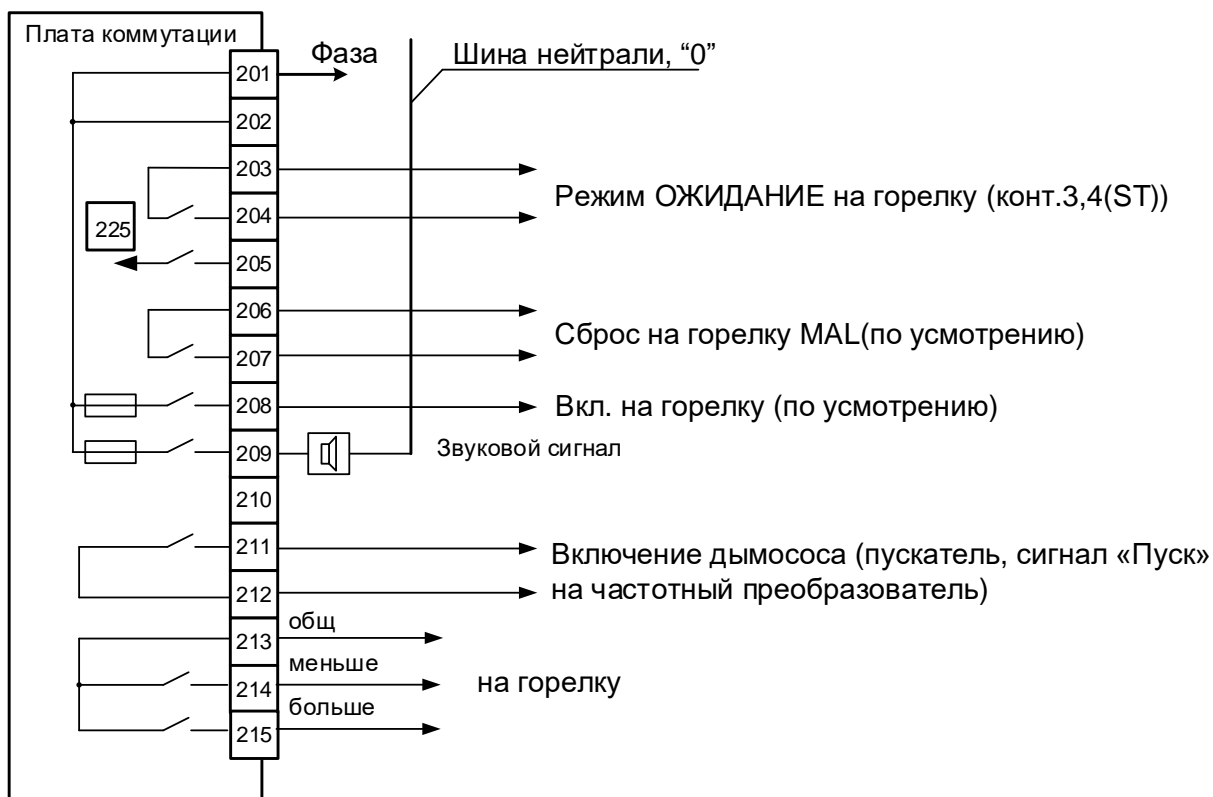 Плата коммутации
Фаза
Шина нейтрали, “0”
201
202
203
Режим ОЖИДАНИЕ на горелку (конт.3,4(ST))
204
225
205
206
Сброс на горелку MAL(по усмотрению)
207
208
Вкл. на горелку (по усмотрению)
209
Звуковой сигнал
210
211
Включение дымососа (пускатель, сигнал «Пуск»
на частотный преобразователь)
212
общ
213
меньше
214
на горелку
больше
215